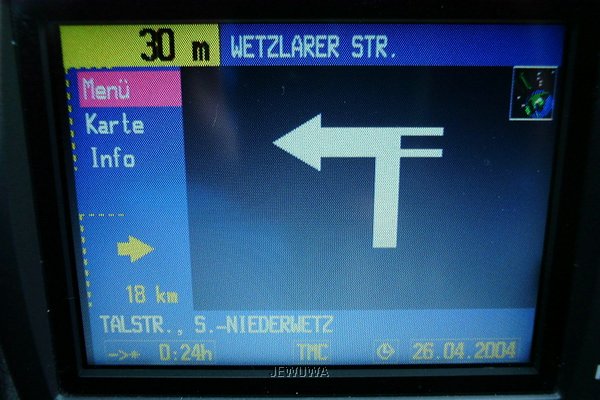 30 m WETZLARER STR.
Menü
Karte
Info
18 km
TALSTR., S.-NIEDERWETZ
->* 0:24h TMC 26.04.2004
JEWUWA